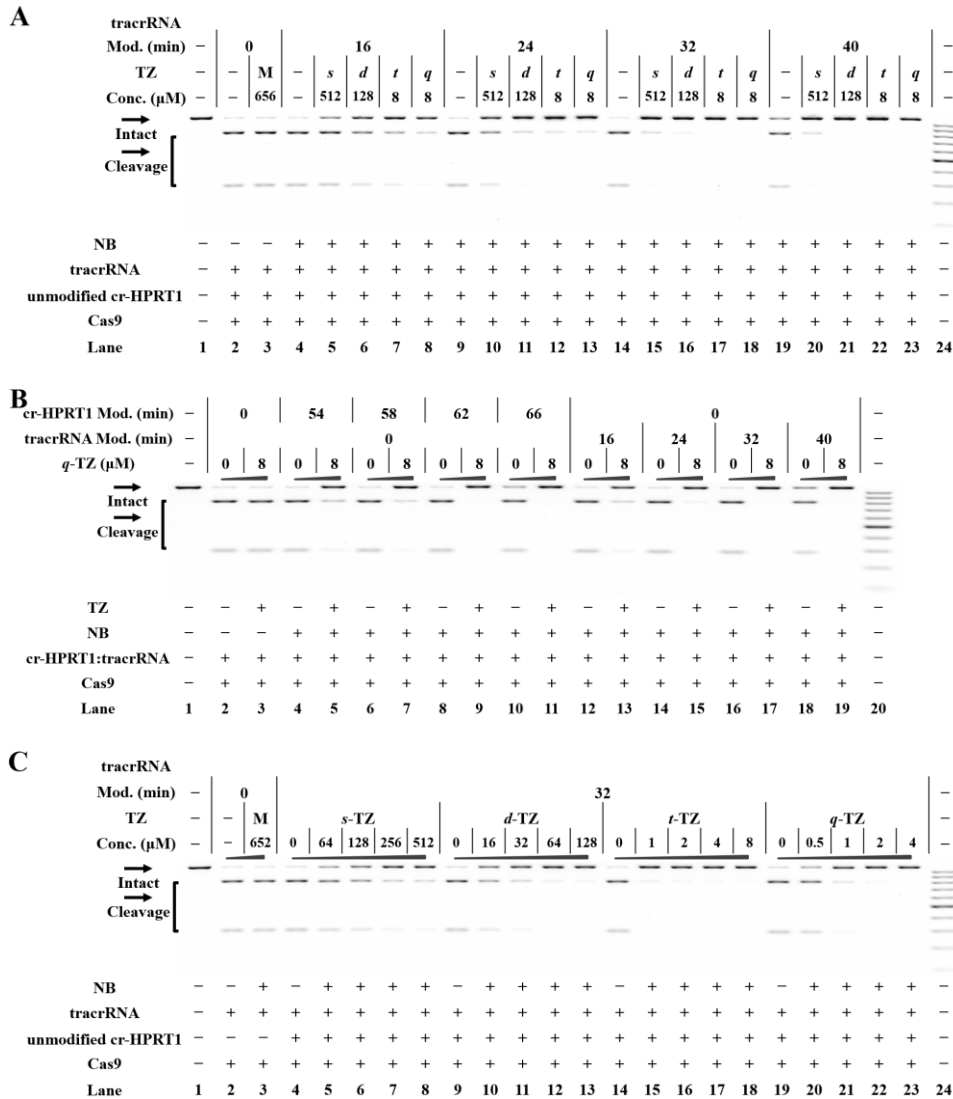 A
tracrRNA
Mod. (min) – 0 16 24 32 40 –
TZ – – M – s d t q – s d t q – s d t q – s d t q –
Conc. (µM) – – 656 – 512 128 8 8 – 512 128 8 8 – 512 128 8 8 – 512 128 8 8 –
Intact
Cleavage
NB – – – + + + + + + + + + + + + + + + + + + + + –
tracrRNA – + + + + + + + + + + + + + + + + + + + + + + –
unmodified cr-HPRT1 – + + + + + + + + + + + + + + + + + + + + + + –
Cas9 – + + + + + + + + + + + + + + + + + + + + + + –
Lane 1 2 3 4 5 6 7 8 9 10 11 12 13 14 15 16 17 18 19 20 21 22 23 24
B
cr-HPRT1 Mod. (min) – 0 54 58 62 66 0 –
tracrRNA Mod. (min) – 0 16 24 32 40 –
q-TZ (µM) – 0 8 0 8 0 8 0 8 0 8 0 8 0 8 0 8 0 8 –
Intact
Cleavage
TZ – – + – + – + – + – + – + – + – + – + –
NB – – – + + + + + + + + + + + + + + + + –
cr-HPRT1:tracrRNA – + + + + + + + + + + + + + + + + + + –
Cas9 – + + + + + + + + + + + + + + + + + + –
Lane 1 2 3 4 5 6 7 8 9 10 11 12 13 14 15 16 17 18 19 20
C
tracrRNA
Mod. (min) – 0 32 –
TZ – – M s-TZ d-TZ t-TZ q-TZ –
Conc. (µM) – – 652 0 64 128 256 512 0 16 32 64 128 0 1 2 4 8 0 0.5 1 2 4 –
Intact
Cleavage
NB – – + – + + + + – + + + + – + + + + – + + + + –
tracrRNA – + + + + + + + + + + + + + + + + + + + + + + –
unmodified cr-HPRT1 – – – + + + + + + + + + + + + + + + + + + + + –
Cas9 – + + + + + + + + + + + + + + + + + + + + + + –
Lane 1 2 3 4 5 6 7 8 9 10 11 12 13 14 15 16 17 18 19 20 21 22 23 24